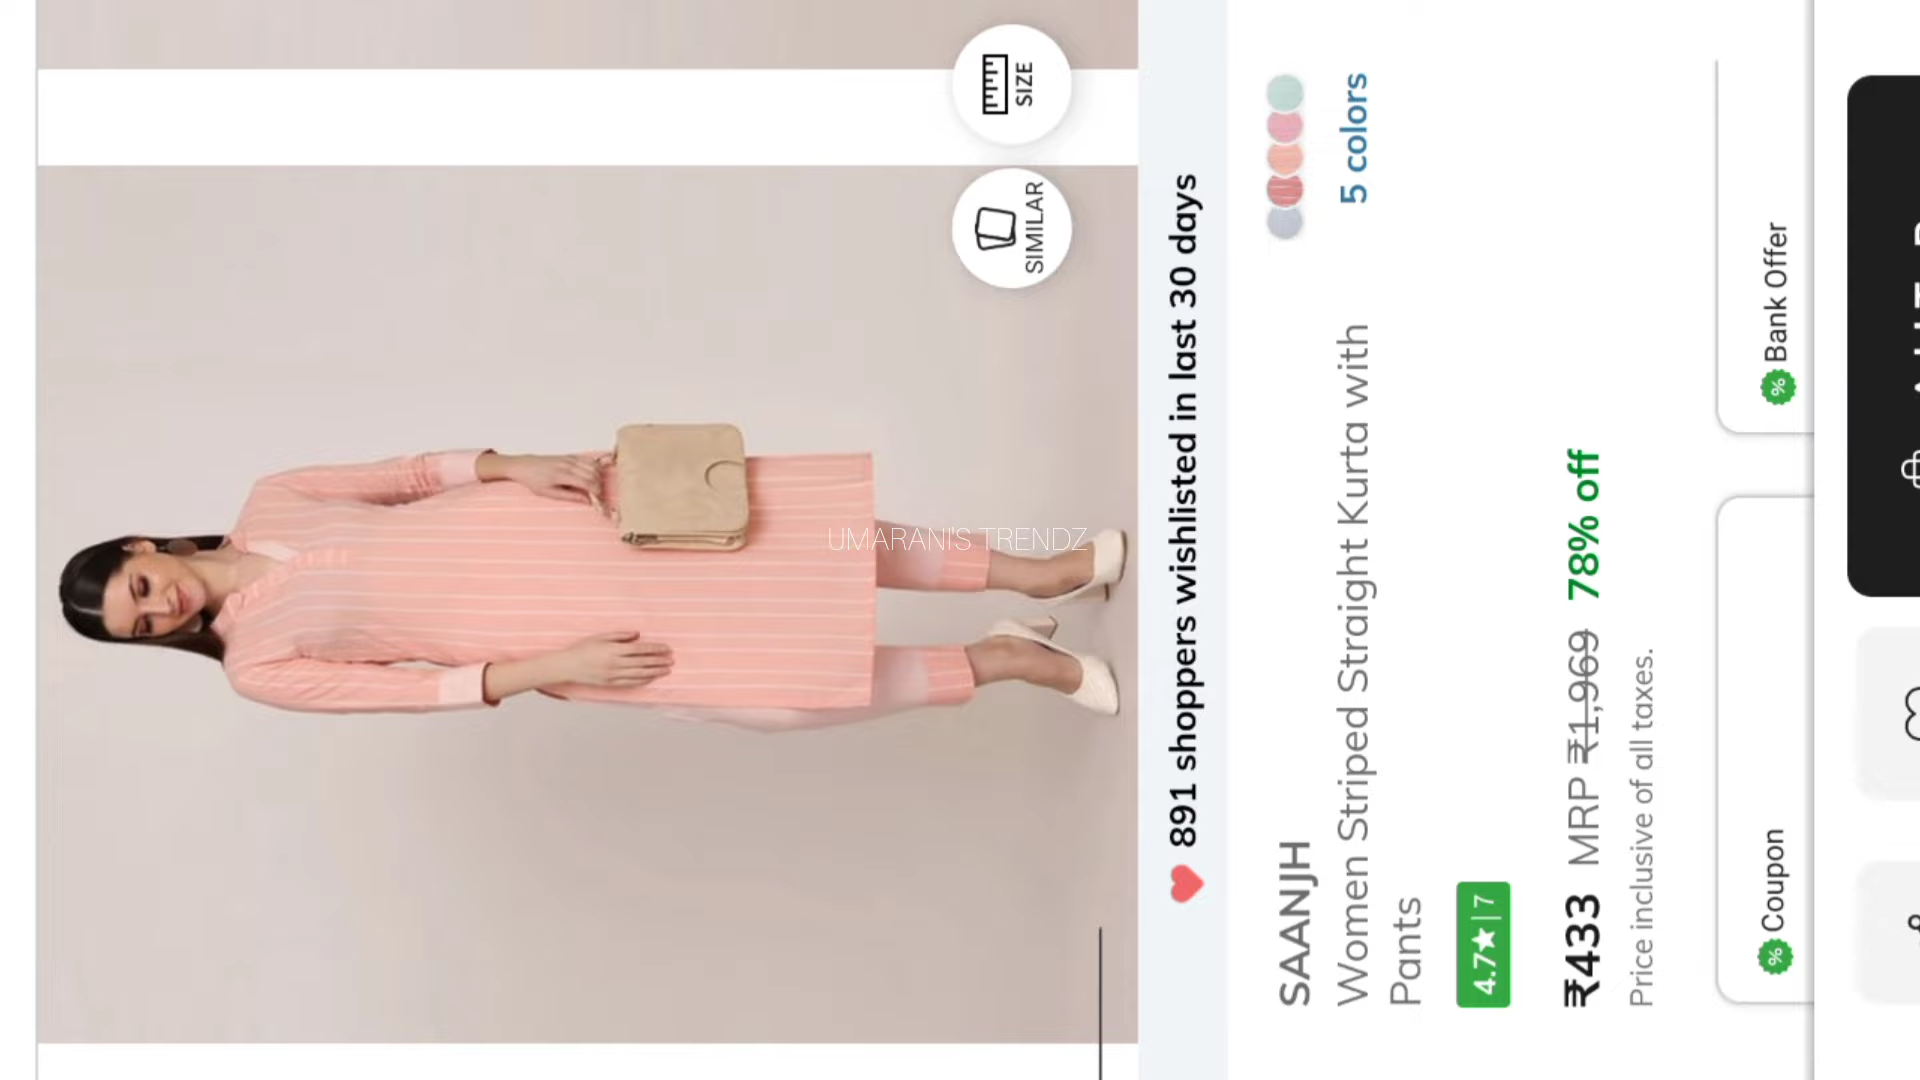 SIZE
SIMILAR
UMARANI'S TRENDZ
891 shoppers wishlisted in last 30 days
SAANJH
5 colors
Women Striped Straight Kurta with
Pants
4.7★|7
₹433 MRP ₹1,969 78% off
Price inclusive of all taxes.
% Coupon
% Bank Offer